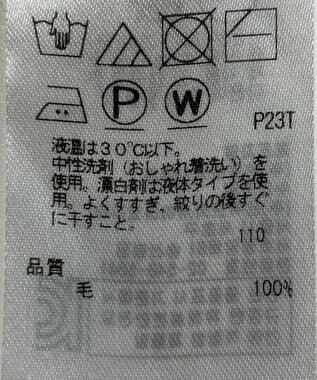 P W
P23T
液温は30℃以下。
中性洗剤（おしゃれ着洗い）を
使用。漂白剤は液体タイプを使
用。よくすすぎ、絞りの後すぐ
に干すこと。
110
品質
毛 100%